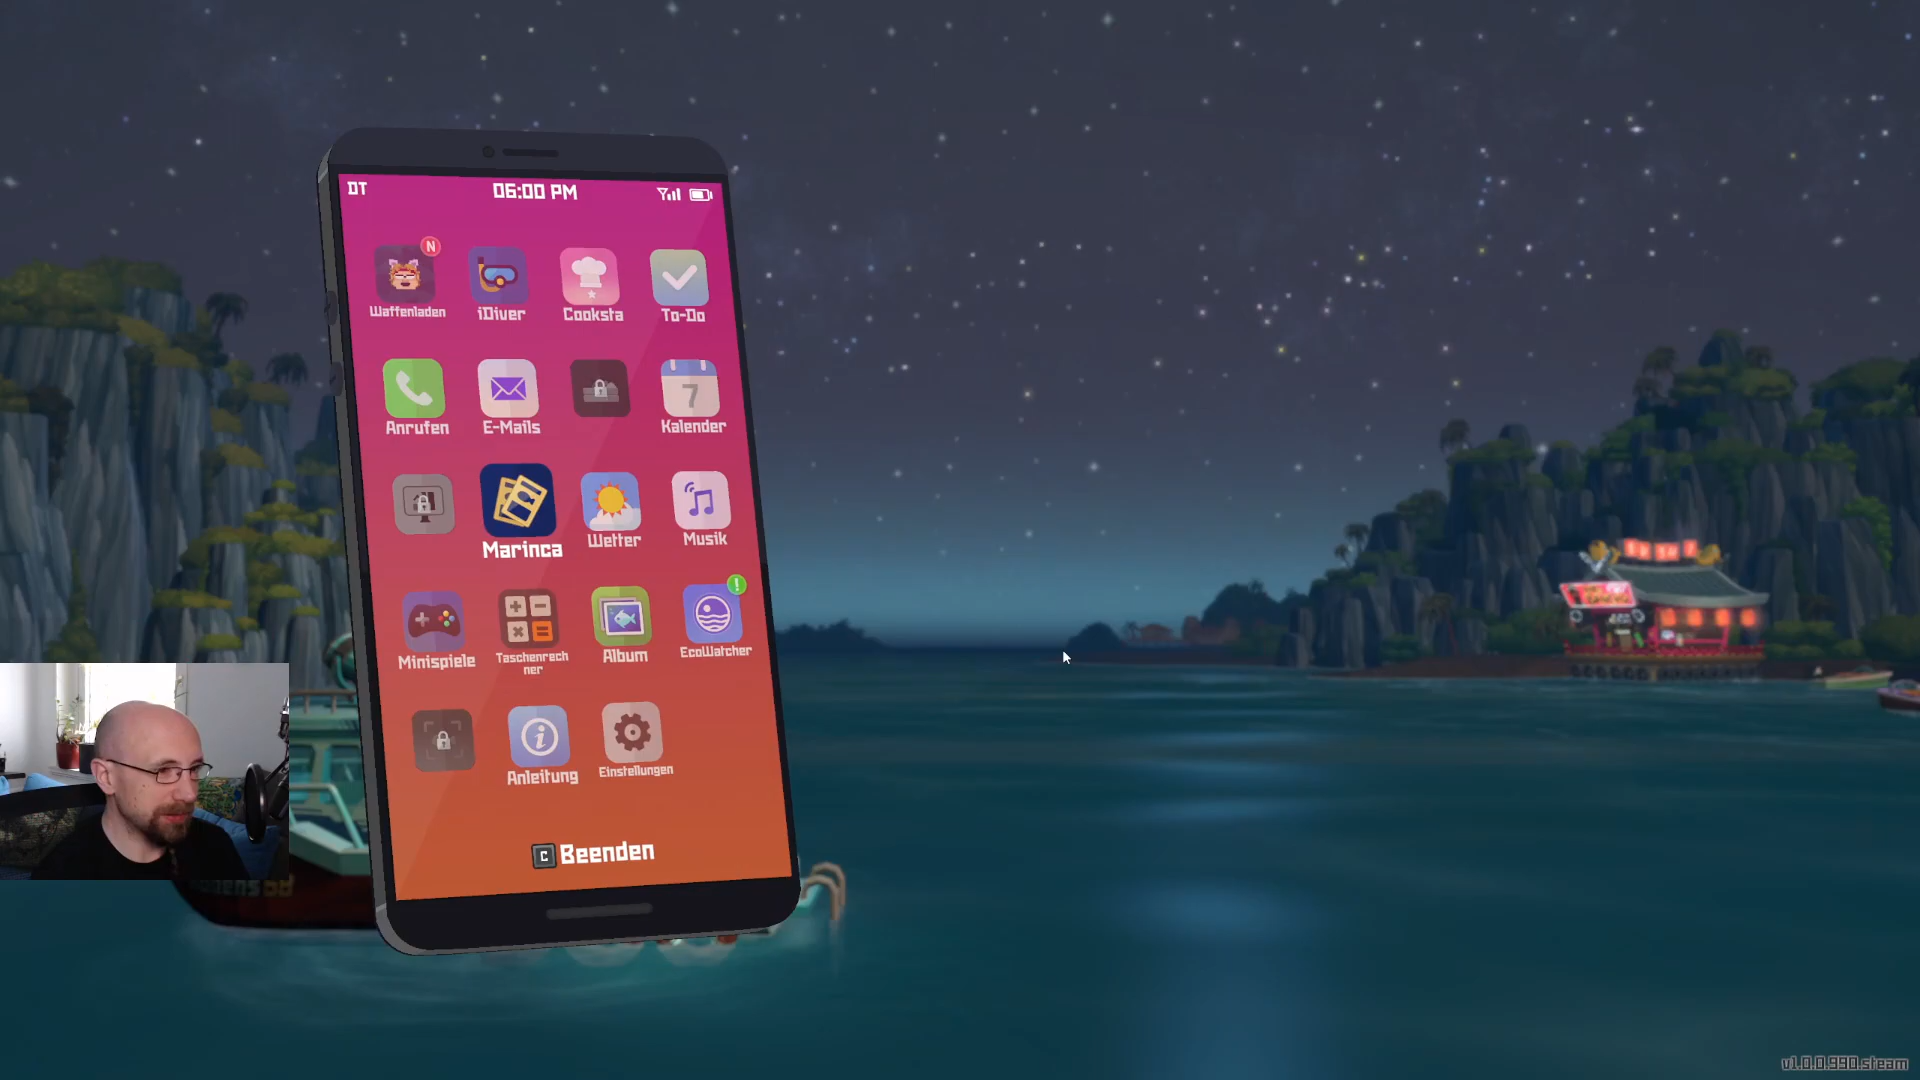 DT
06:00 PM
N
Waffenladen
iDiver
Cooksta
To-Do
7
Anrufen
E-Mails
Kalender
Marinca
Wetter
Musik
!
Minispiele
Taschenrech
ner
Album
EcoWatcher
i
Anleitung
Einstellungen
C Beenden
v1.0.0.990.steam